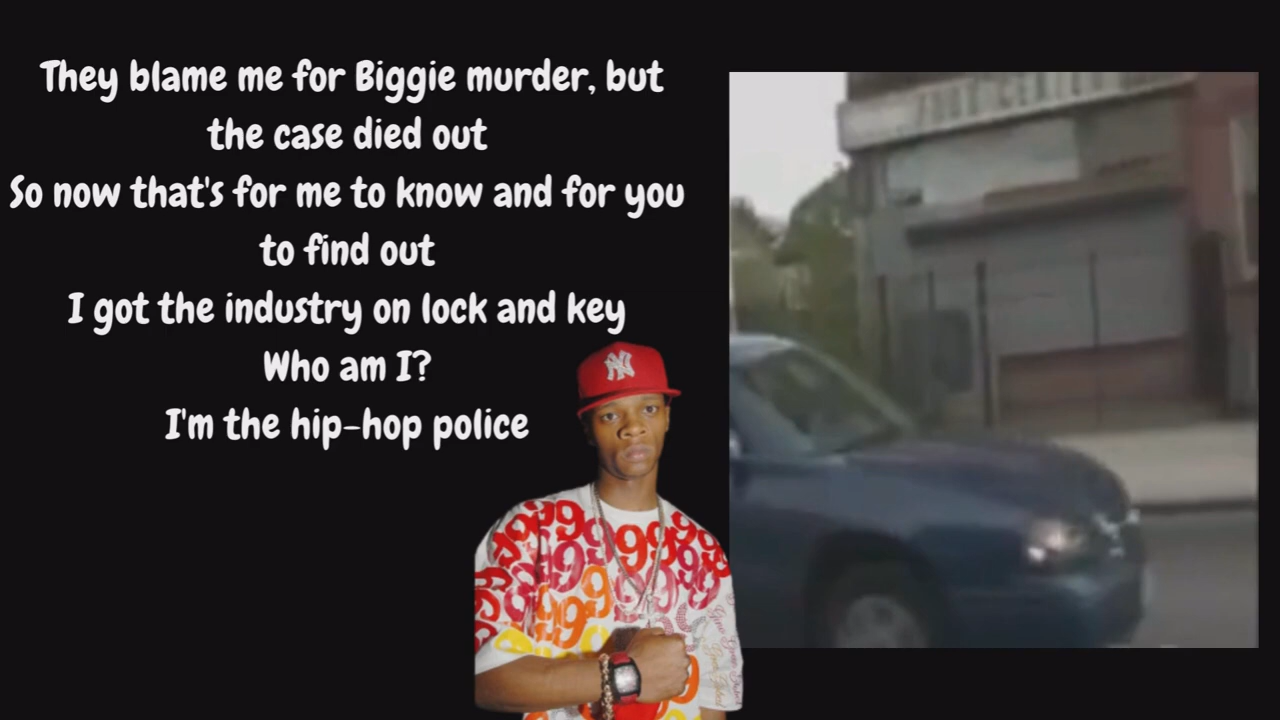 They blame me for Biggie murder, but
the case died out
So now that's for me to know and for you
to find out
I got the industry on lock and key
Who am I?
I'm the hip-hop police
NY